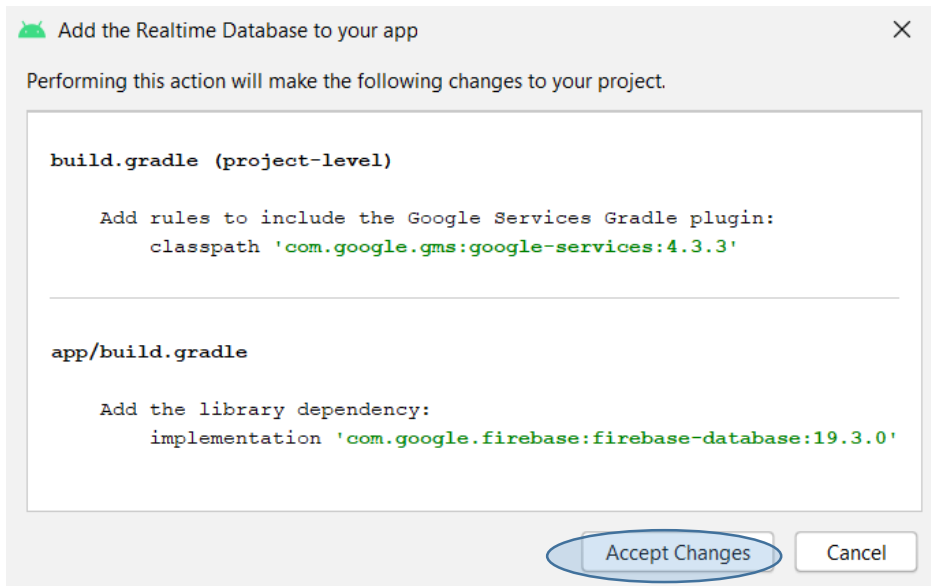 Add the Realtime Database to your app
Performing this action will make the following changes to your project.
build.gradle (project-level)
Add rules to include the Google Services Gradle plugin:
classpath 'com.google.gms:google-services:4.3.3'
app/build.gradle
Add the library dependency:
implementation 'com.google.firebase:firebase-database:19.3.0'
Accept Changes
Cancel